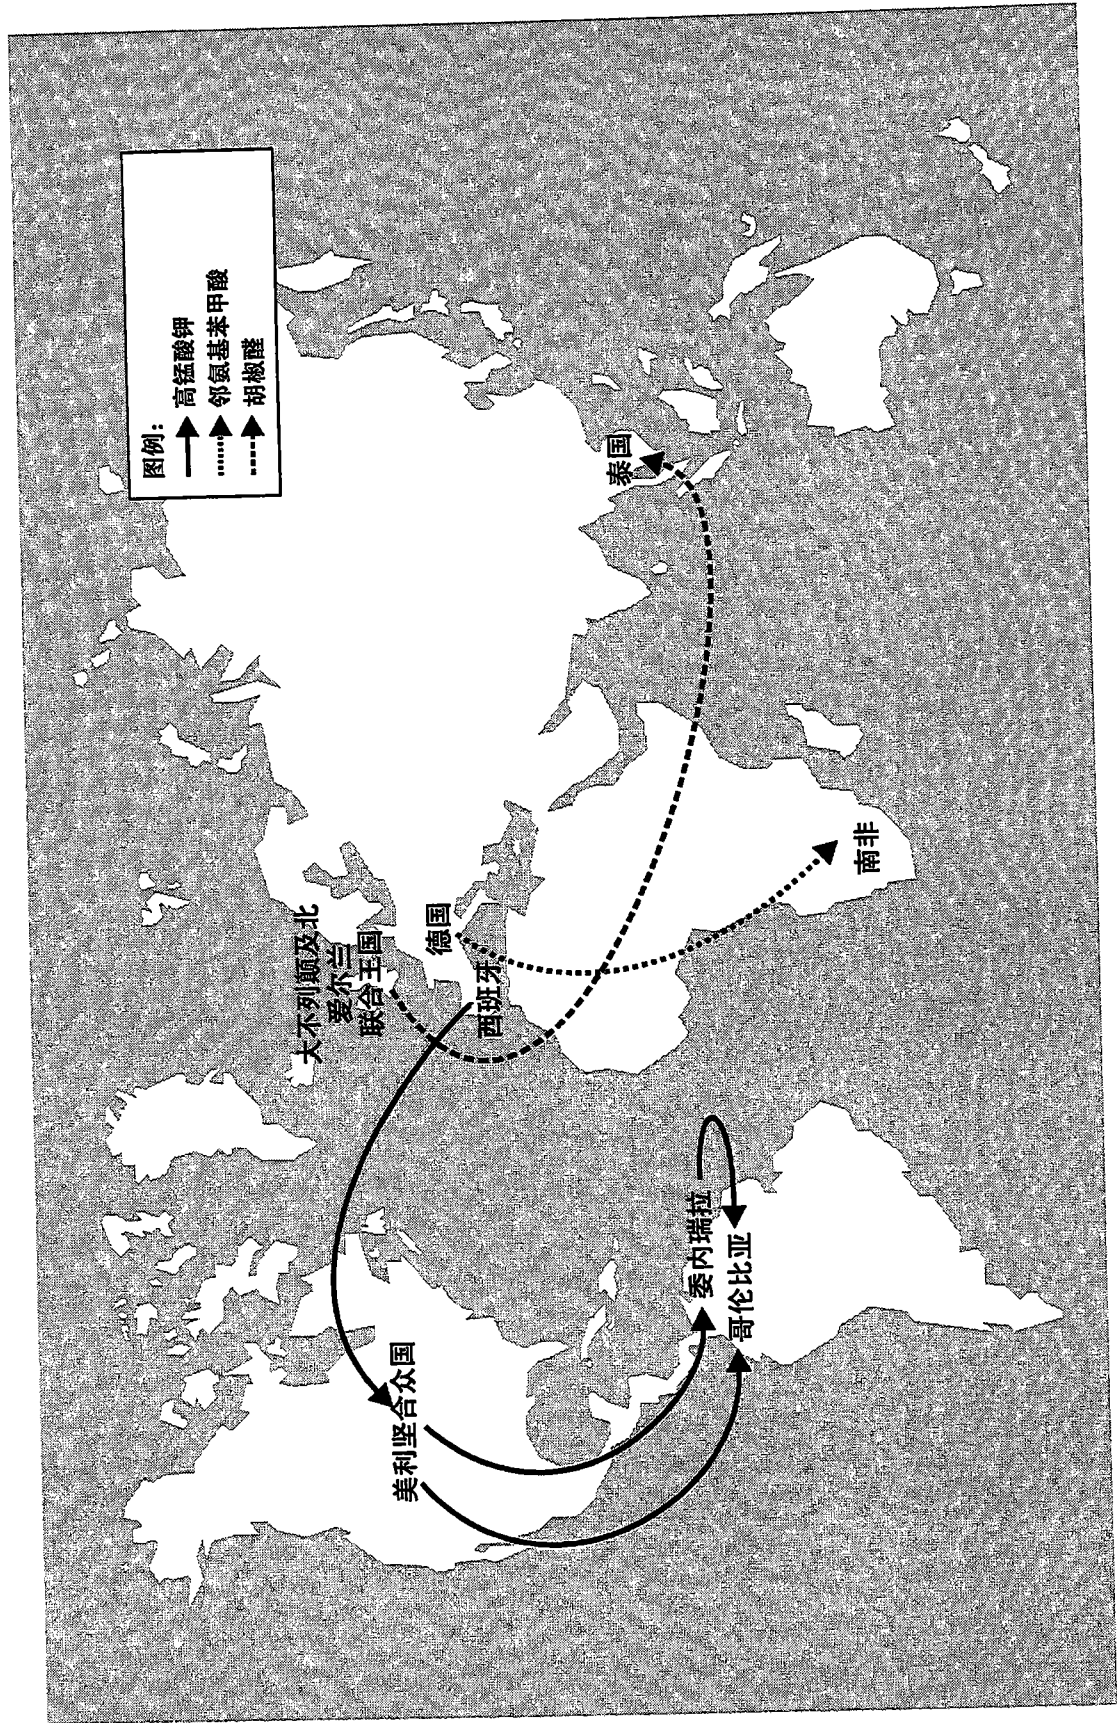 图例：
高锰酸钾
邻氨基苯甲酸
胡椒醛
大不列颠及北
爱尔兰
联合王国
德国
西班牙
美利坚合众国
泰国
委内瑞拉
哥伦比亚
南非